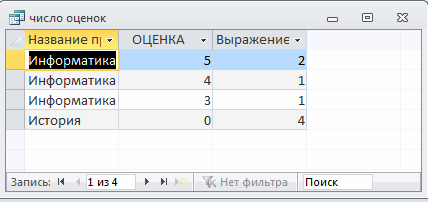 число оценок
Название п ОЦЕНКА Выражение
Информатика 5 2
Информатика 4 1
Информатика 3 1
История 0 4
Запись: 1 из 4 Нет фильтра Поиск